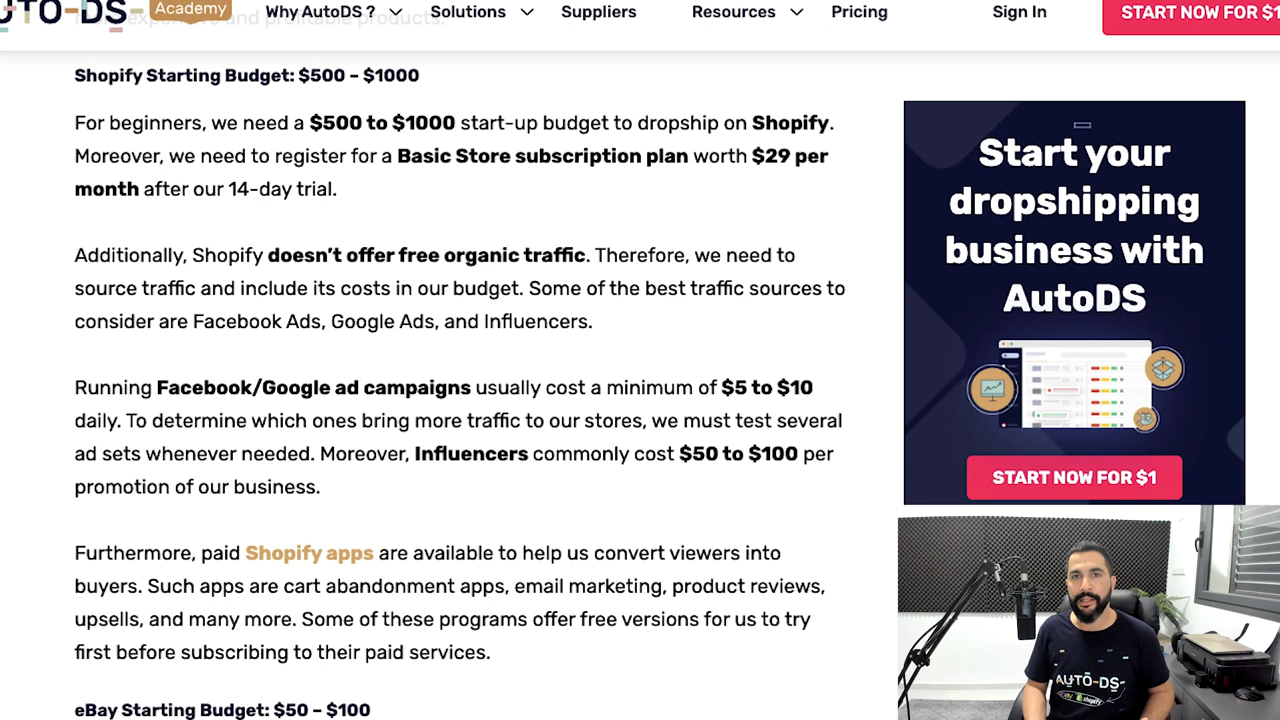 AUTO-DS
Academy
Why AutoDS ?
Solutions
Suppliers
Resources
Pricing
Sign In
START NOW FOR $1
and profitable products.
Shopify Starting Budget: $500 – $1000
For beginners, we need a $500 to $1000 start-up budget to dropship on Shopify.
Moreover, we need to register for a Basic Store subscription plan worth $29 per
month after our 14-day trial.
Additionally, Shopify doesn’t offer free organic traffic. Therefore, we need to
source traffic and include its costs in our budget. Some of the best traffic sources to
consider are Facebook Ads, Google Ads, and Influencers.
Running Facebook/Google ad campaigns usually cost a minimum of $5 to $10
daily. To determine which ones bring more traffic to our stores, we must test several
ad sets whenever needed. Moreover, Influencers commonly cost $50 to $100 per
promotion of our business.
Furthermore, paid Shopify apps are available to help us convert viewers into
buyers. Such apps are cart abandonment apps, email marketing, product reviews,
upsells, and many more. Some of these programs offer free versions for us to try
first before subscribing to their paid services.
eBay Starting Budget: $50 – $100
Start your
dropshipping
business with
AutoDS
START NOW FOR $1
AUTO-DS
shopify